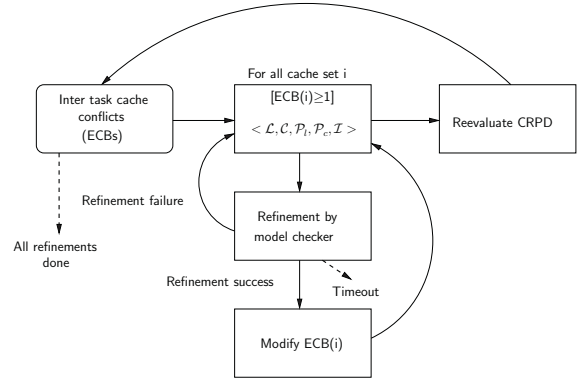 For all cache set i
Inter task cache
conflicts
(ECBs)
[ECB(i)≥1]
< ℒ, 𝒞, 𝒫_l, 𝒫_c, ℐ >
Reevaluate CRPD
Refinement failure
All refinements
done
Refinement by
model checker
Refinement success
Timeout
Modify ECB(i)